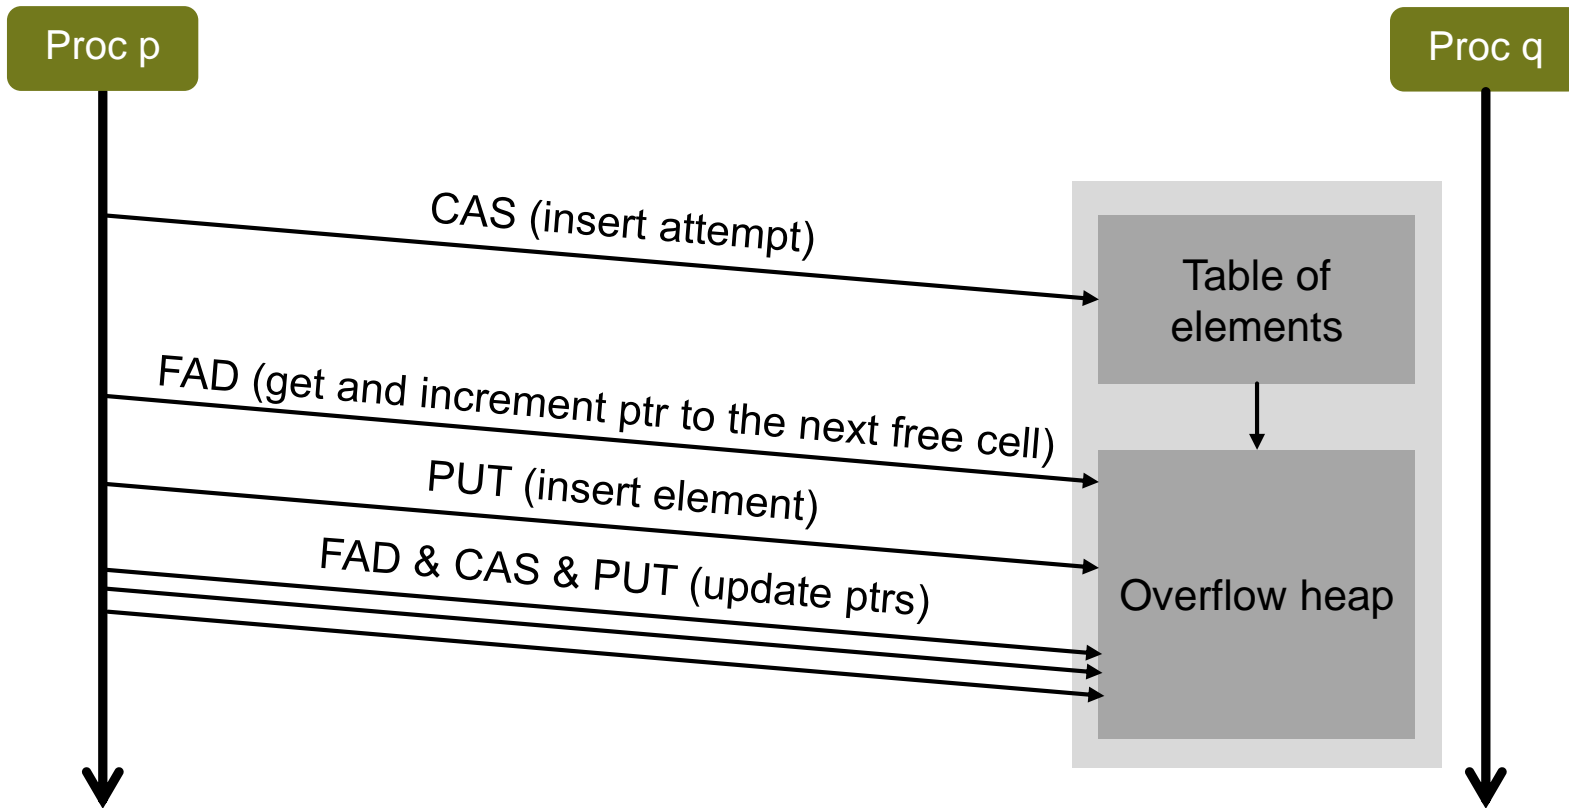 Proc p
Proc q
CAS (insert attempt)
Table of
elements
FAD (get and increment ptr to the next free cell)
PUT (insert element)
FAD & CAS & PUT (update ptrs)
Overflow heap